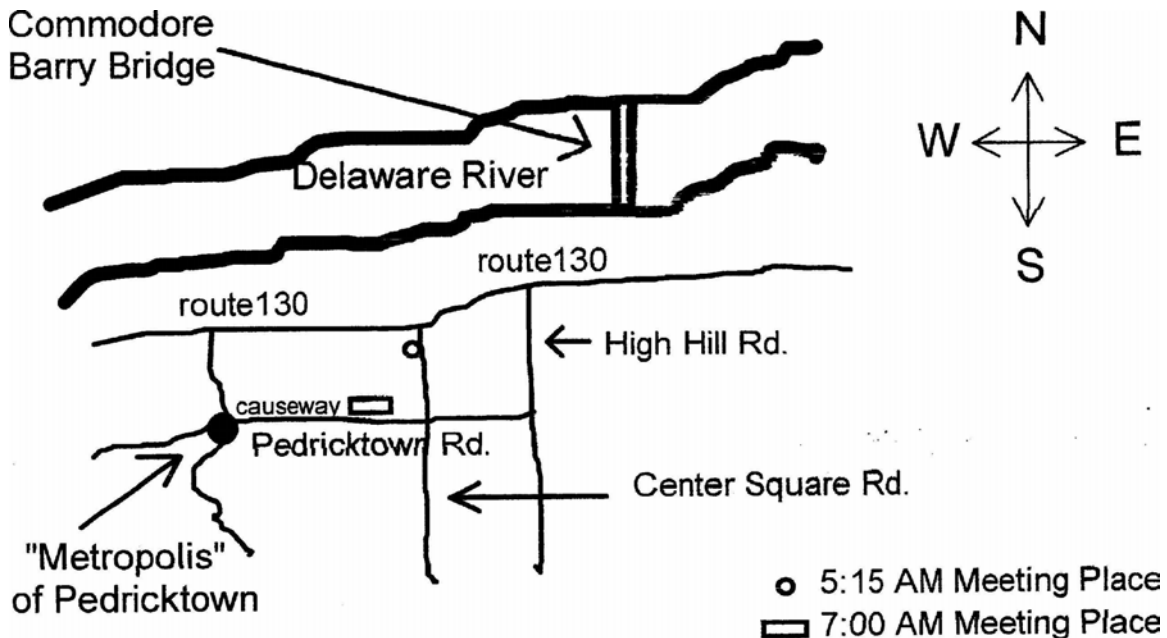 Commodore
Barry Bridge
N
W
E
S
Delaware River
route130
route130
High Hill Rd.
causeway
Pedricktown Rd.
Center Square Rd.
"Metropolis"
of Pedricktown
5:15 AM Meeting Place
7:00 AM Meeting Place